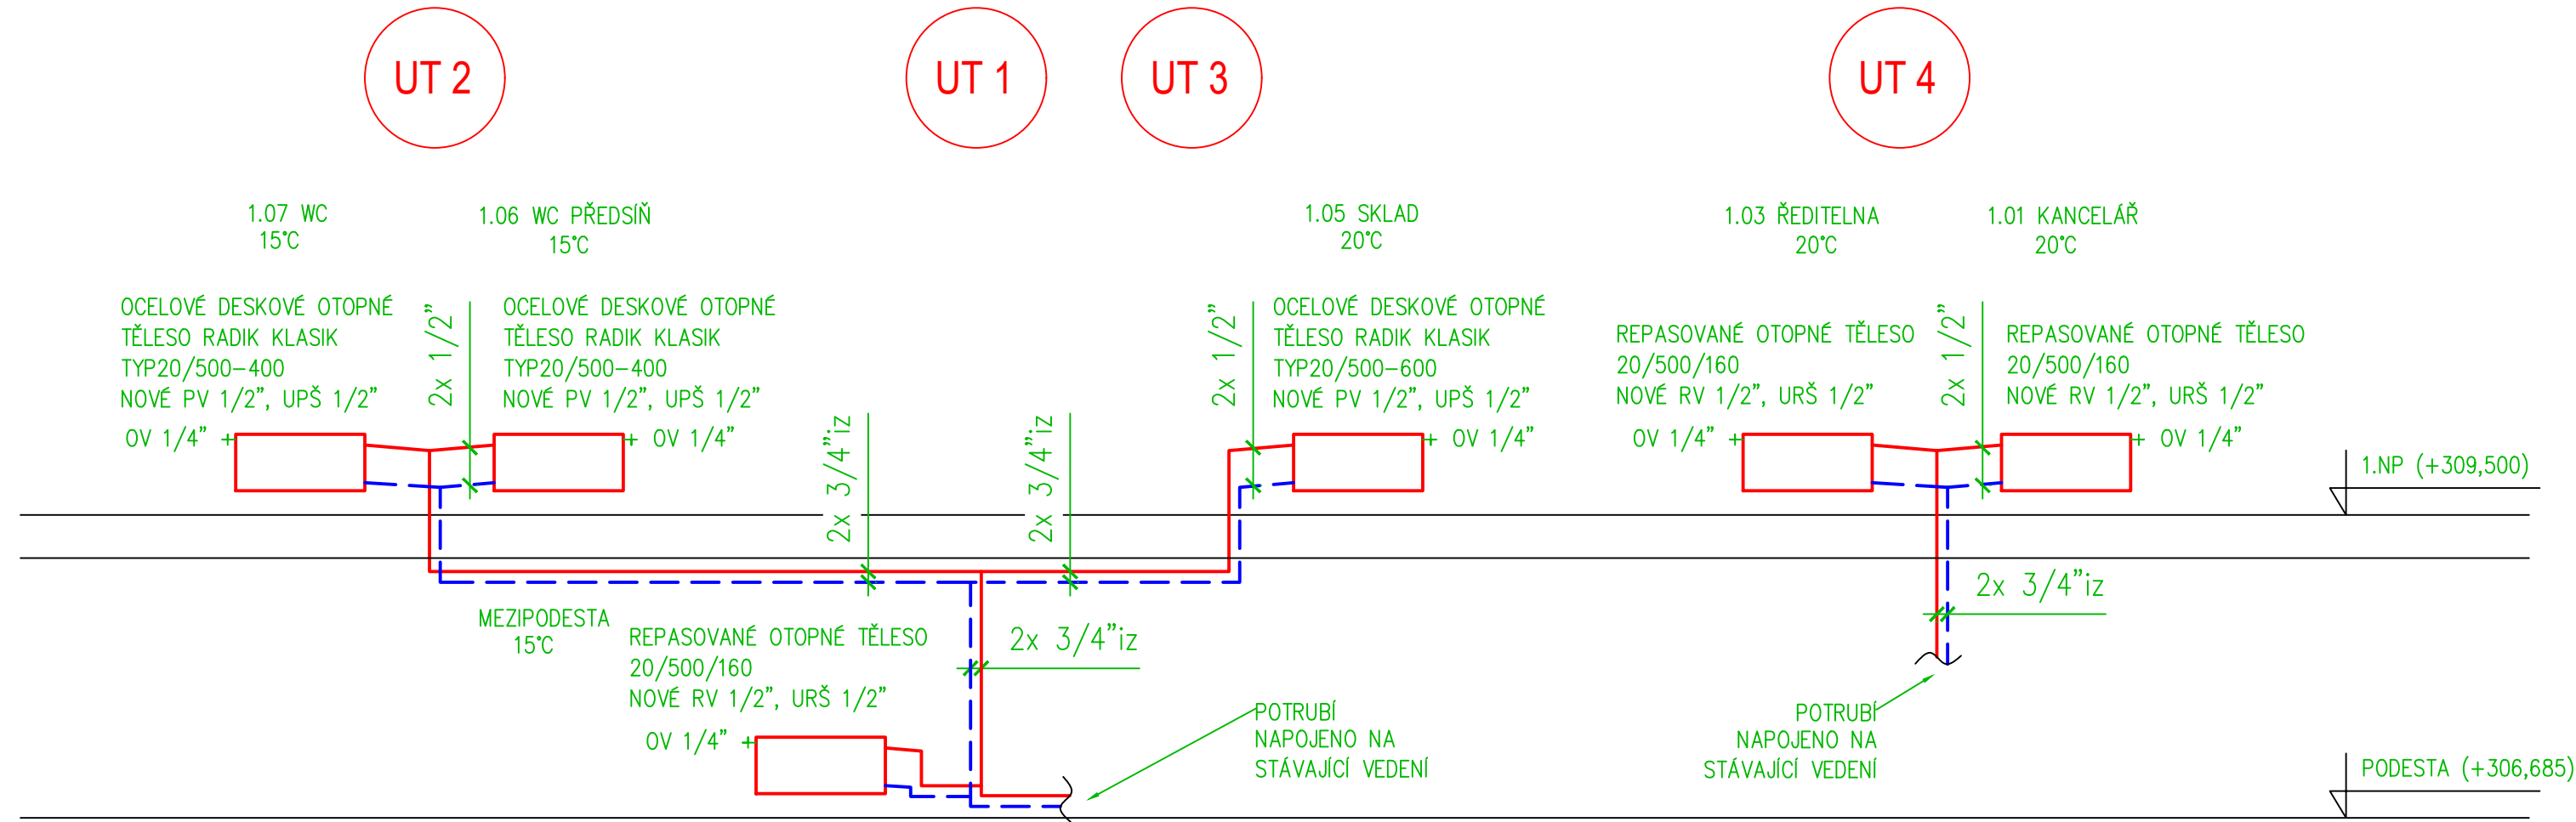 UT 2
UT 1
UT 3
UT 4
1.07 WC
15°C
1.06 WC PŘEDSÍŇ
15°C
1.05 SKLAD
20°C
1.03 ŘEDITELNA
20°C
1.01 KANCELÁŘ
20°C
OCELOVÉ DESKOVÉ OTOPNÉ
TĚLESO RADIK KLASIK
TYP20/500-400
NOVÉ PV 1/2", UPŠ 1/2"
OV 1/4"
2x 1/2"
OCELOVÉ DESKOVÉ OTOPNÉ
TĚLESO RADIK KLASIK
TYP20/500-400
NOVÉ PV 1/2", UPŠ 1/2"
OV 1/4"
2x 3/4"iz
2x 3/4"iz
2x 1/2"
OCELOVÉ DESKOVÉ OTOPNÉ
TĚLESO RADIK KLASIK
TYP20/500-600
NOVÉ PV 1/2", UPŠ 1/2"
OV 1/4"
REPASOVANÉ OTOPNÉ TĚLESO
20/500/160
NOVÉ RV 1/2", URŠ 1/2"
OV 1/4"
2x 1/2"
REPASOVANÉ OTOPNÉ TĚLESO
20/500/160
NOVÉ RV 1/2", URŠ 1/2"
OV 1/4"
1.NP (+309,500)
MEZIPODESTA
15°C
REPASOVANÉ OTOPNÉ TĚLESO
20/500/160
NOVÉ RV 1/2", URŠ 1/2"
OV 1/4"
2x 3/4"iz
POTRUBÍ
NAPOJENO NA
STÁVAJÍCÍ VEDENÍ
2x 3/4"iz
POTRUBÍ
NAPOJENO NA
STÁVAJÍCÍ VEDENÍ
PODESTA (+306,685)